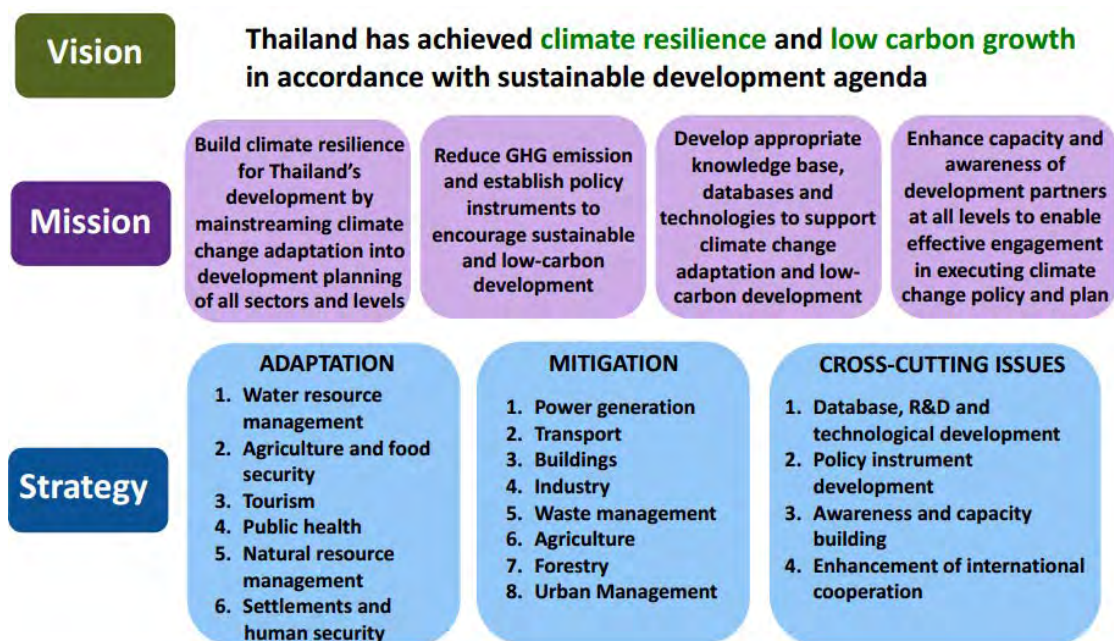 Vision
Thailand has achieved climate resilience and low carbon growth
in accordance with sustainable development agenda
Mission
Build climate resilience
for Thailand's
development by
mainstreaming climate
change adaptation into
development planning
of all sectors and levels
Reduce GHG emission
and establish policy
instruments to
encourage sustainable
and low-carbon
development
Develop appropriate
knowledge base,
databases and
technologies to support
climate change
adaptation and low-
carbon development
Enhance capacity and
awareness of
development partners
at all levels to enable
effective engagement
in executing climate
change policy and plan
Strategy
ADAPTATION
1. Water resource
management
2. Agriculture and food
security
3. Tourism
4. Public health
5. Natural resource
management
6. Settlements and
human security
MITIGATION
1. Power generation
2. Transport
3. Buildings
4. Industry
5. Waste management
6. Agriculture
7. Forestry
8. Urban Management
CROSS-CUTTING ISSUES
1. Database, R&D and
technological development
2. Policy instrument
development
3. Awareness and capacity
building
4. Enhancement of international
cooperation